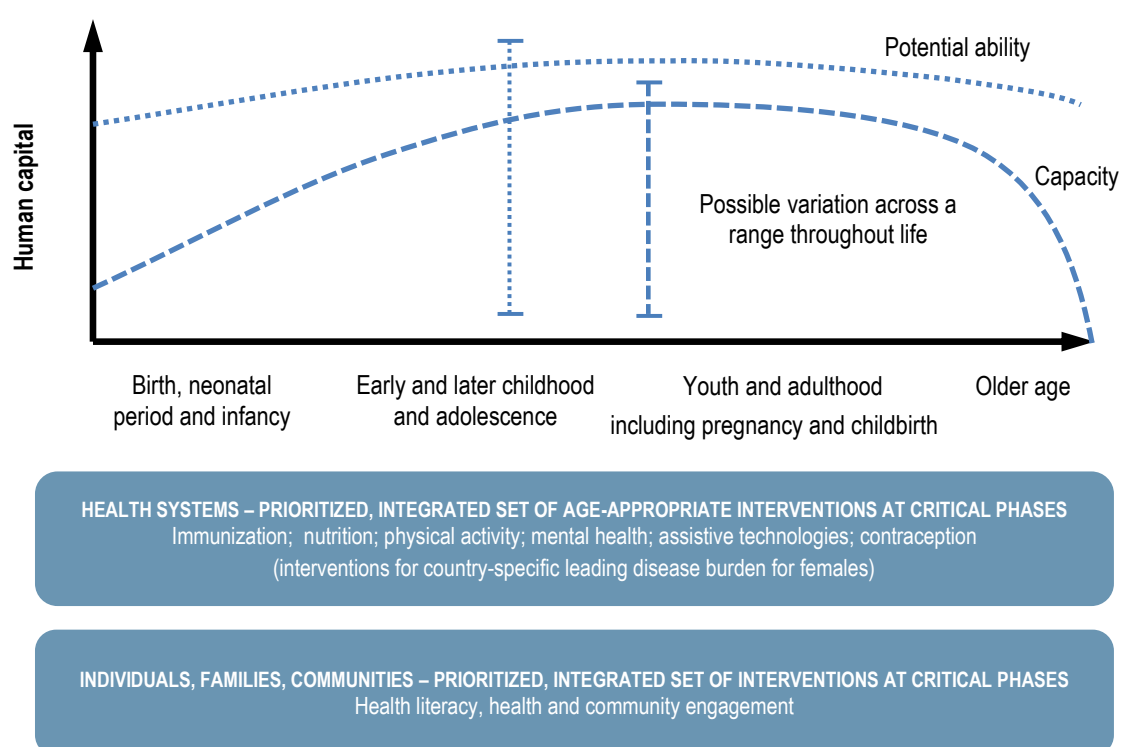 Potential ability
Human capital
Capacity
Possible variation across a
range throughout life
Birth, neonatal
period and infancy
Early and later childhood
and adolescence
Youth and adulthood
including pregnancy and childbirth
Older age
HEALTH SYSTEMS – PRIORITIZED, INTEGRATED SET OF AGE-APPROPRIATE INTERVENTIONS AT CRITICAL PHASES
Immunization; nutrition; physical activity; mental health; assistive technologies; contraception
(interventions for country-specific leading disease burden for females)
INDIVIDUALS, FAMILIES, COMMUNITIES – PRIORITIZED, INTEGRATED SET OF INTERVENTIONS AT CRITICAL PHASES
Health literacy, health and community engagement